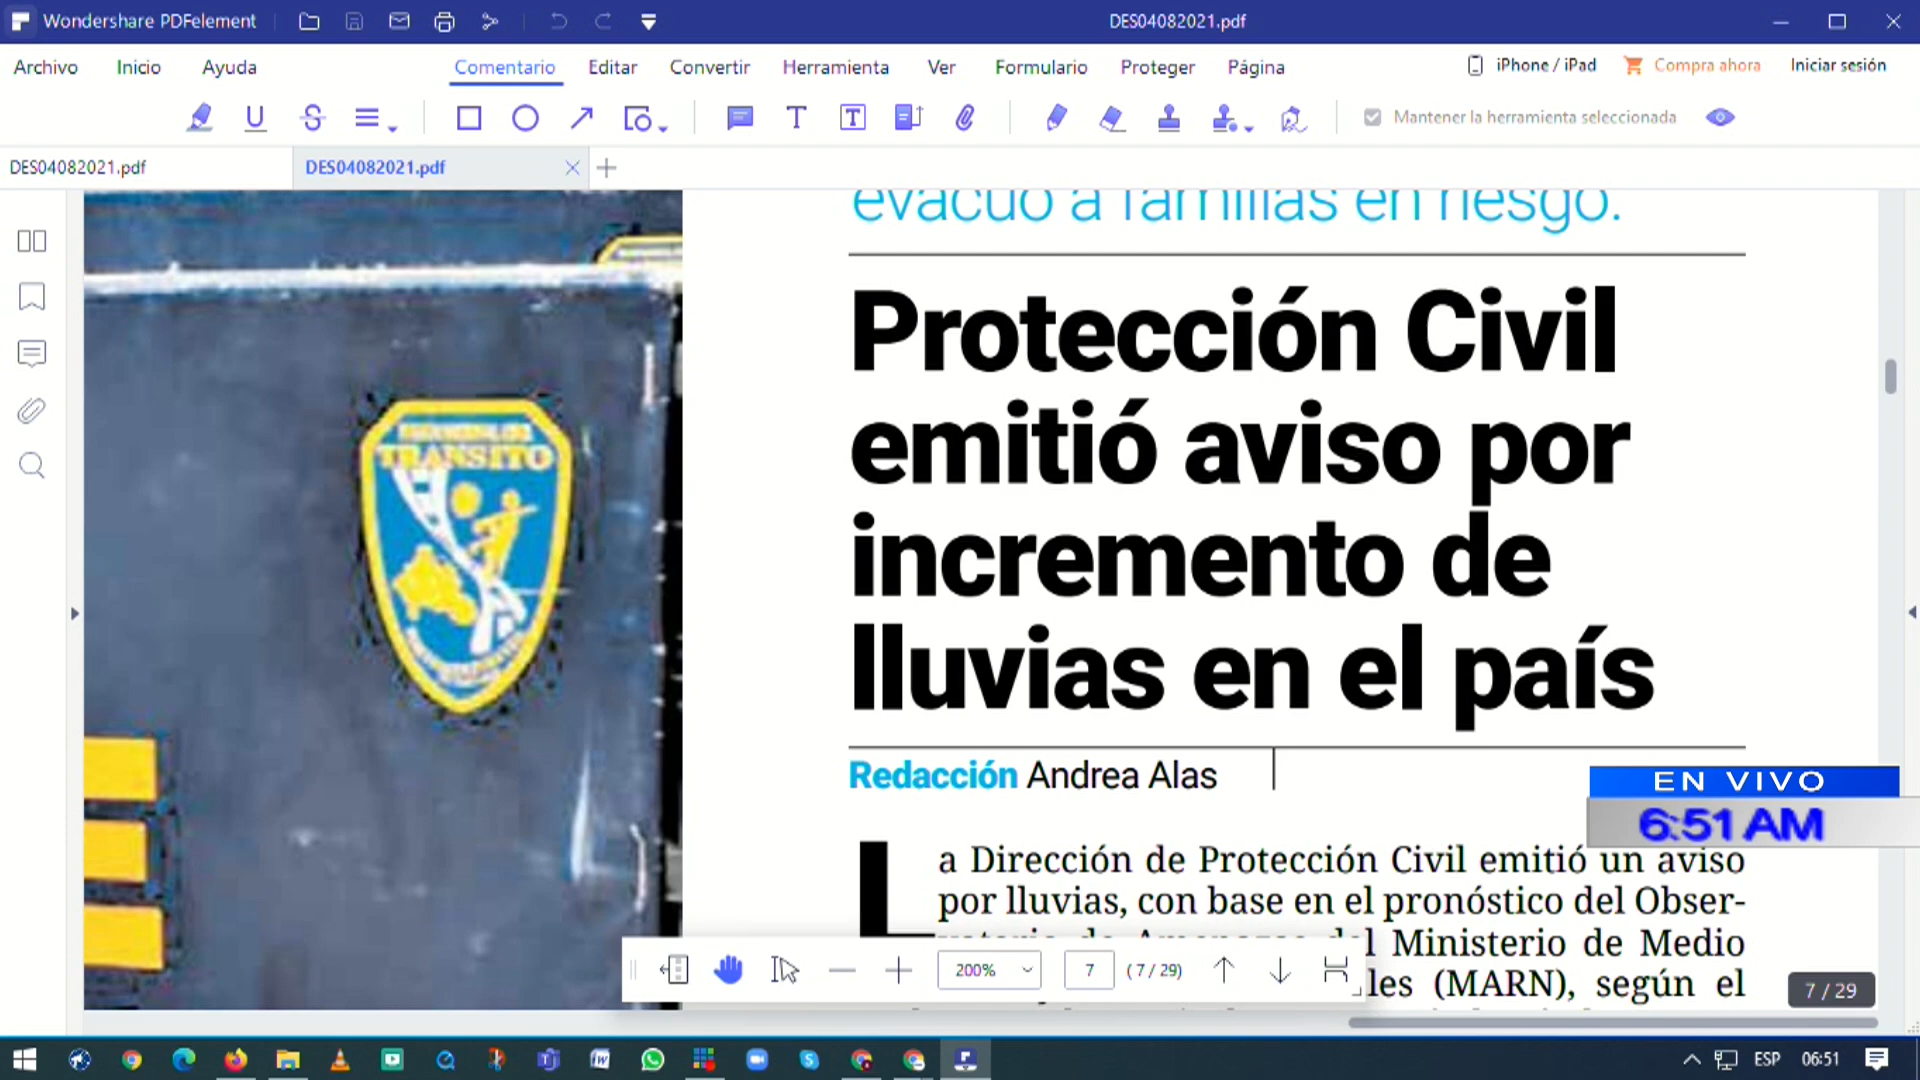 Wondershare PDFelement
DES04082021.pdf
Archivo Inicio Ayuda Comentario Editar Convertir Herramienta Ver Formulario Proteger Página iPhone / iPad Compra ahora Iniciar sesión
Mantener la herramienta seleccionada
DES04082021.pdf DES04082021.pdf
evacuó a familias en riesgo.
Protección Civil
emitió aviso por
incremento de
lluvias en el país
Redacción Andrea Alas
TRANSITO
EN VIVO
6:51 AM
La Dirección de Protección Civil emitió un aviso
por lluvias, con base en el pronóstico del Obser-
Ministerio de Medio
les (MARN), según el
200% 7 (7 / 29)
7 / 29
ESP 06:51